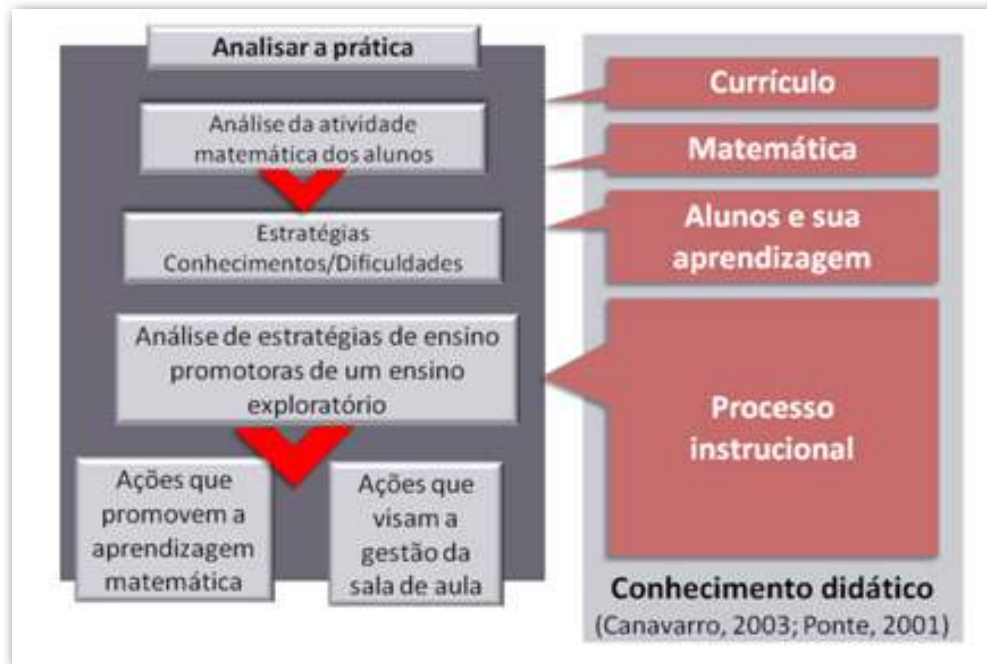 Analisar a prática
Análise da atividade
matemática dos alunos
Estratégias
Conhecimentos/Dificuldades
Análise de estratégias de ensino
promotoras de um ensino
exploratório
Ações que
promovem a
aprendizagem
matemática
Ações que
visam a
gestão da
sala de aula
Currículo
Matemática
Alunos e sua
aprendizagem
Processo
instrucional
Conhecimento didático
(Canavarro, 2003; Ponte, 2001)